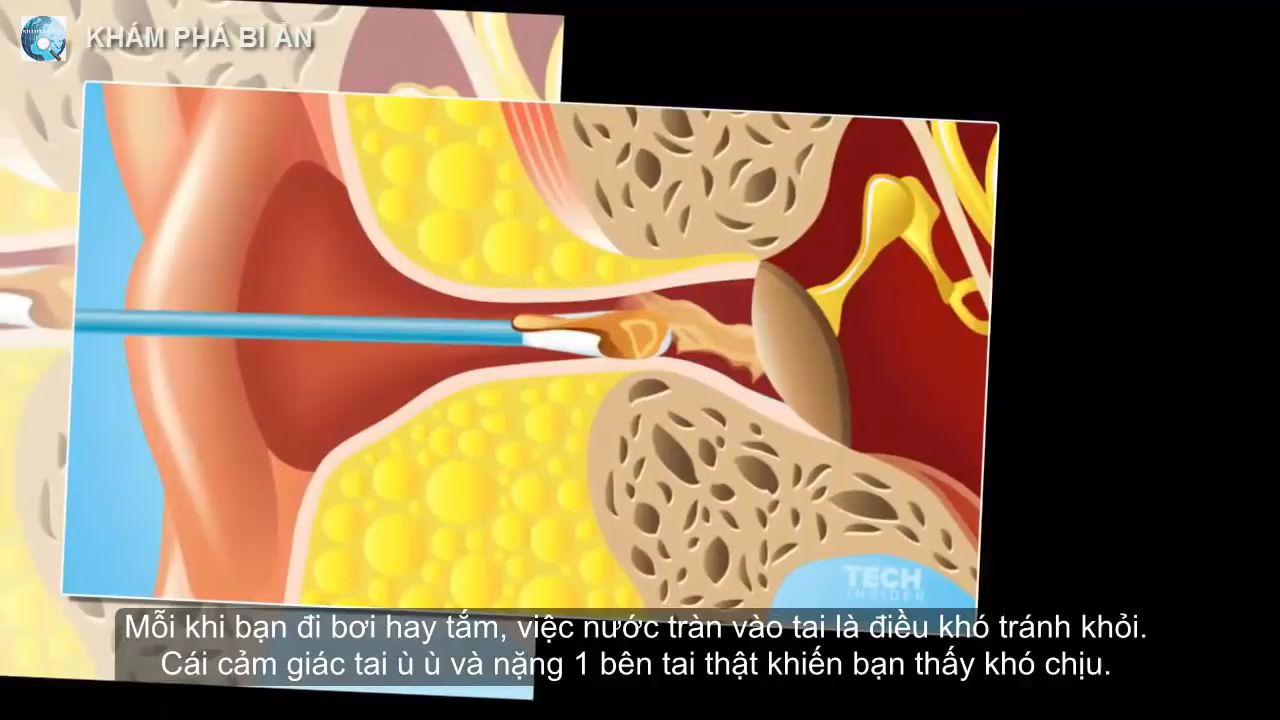 KHÁM PHÁ BÍ ẨN
TECH
INSIDER
Mỗi khi bạn đi bơi hay tắm, việc nước tràn vào tai là điều khó tránh khỏi.
Cái cảm giác tai ù ù và nặng 1 bên tai thật khiến bạn thấy khó chịu.